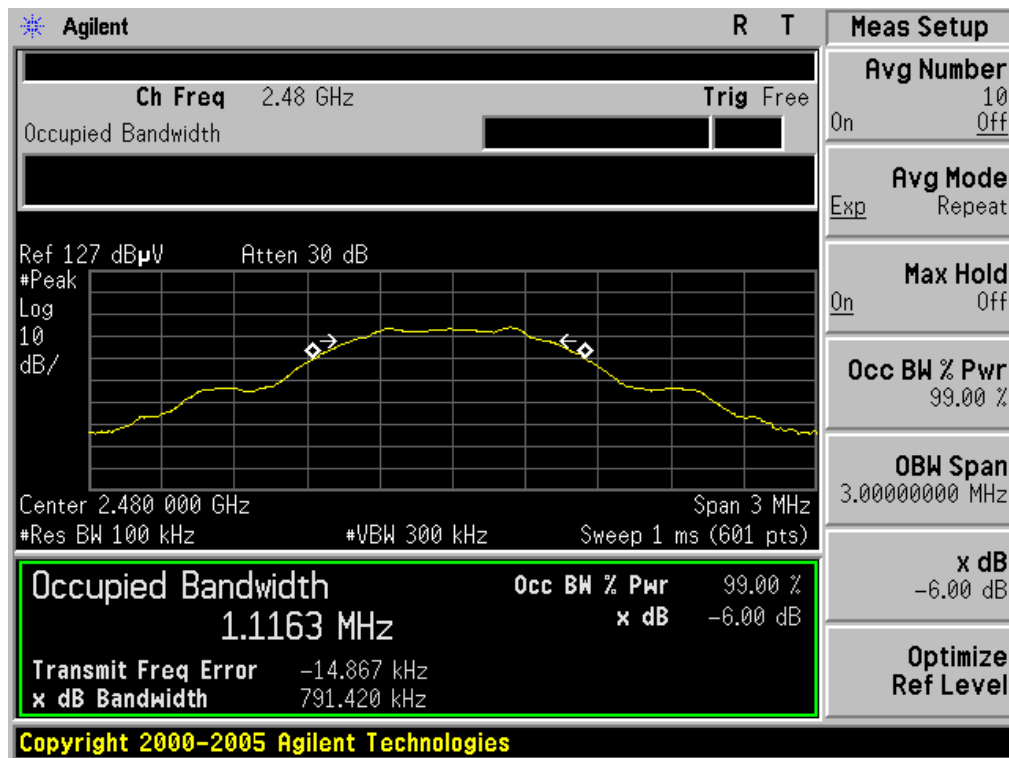 Agilent R T
Ch Freq 2.48 GHz Trig Free
Occupied Bandwidth
Ref 127 dBµV Atten 30 dB
#Peak
Log
10
dB/
Center 2.480 000 GHz Span 3 MHz
#Res BW 100 kHz #VBW 300 kHz Sweep 1 ms (601 pts)
Occupied Bandwidth
1.1163 MHz
Occ BW % Pwr 99.00 %
x dB -6.00 dB
Transmit Freq Error -14.867 kHz
x dB Bandwidth 791.420 kHz
Copyright 2000-2005 Agilent Technologies
Meas Setup
Avg Number
10
On Off
Avg Mode
Exp Repeat
Max Hold
On Off
Occ BW % Pwr
99.00 %
OBW Span
3.00000000 MHz
x dB
-6.00 dB
Optimize
Ref Level